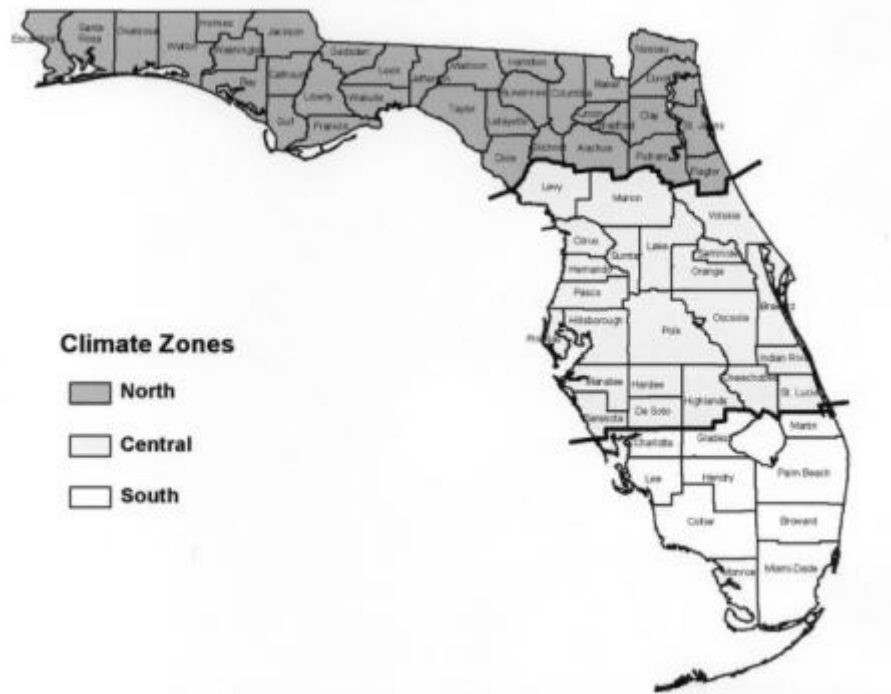 Escambia
Santa
Rosa
Okaloosa
Walton
Holmes
Washington
Jackson
Bay
Calhoun
Gulf
Liberty
Franklin
Gadsden
Leon
Wakulla
Jefferson
Madison
Taylor
Hamilton
Suwannee
Lafayette
Dixie
Columbia
Gilchrist
Baker
Union
Bradford
Alachua
Nassau
Duval
Clay
St. Johns
Putnam
Flagler
Levy
Marion
Volusia
Citrus
Sumter
Lake
Seminole
Hernando
Orange
Pasco
Brevard
Hillsborough
Polk
Osceola
Indian River
Manatee
Hardee
Okeechobee
Highlands
St. Lucie
Sarasota
De Soto
Martin
Charlotte
Glades
Lee
Hendry
Palm Beach
Collier
Broward
Monroe
Miami-Dade
Climate Zones
North
Central
South